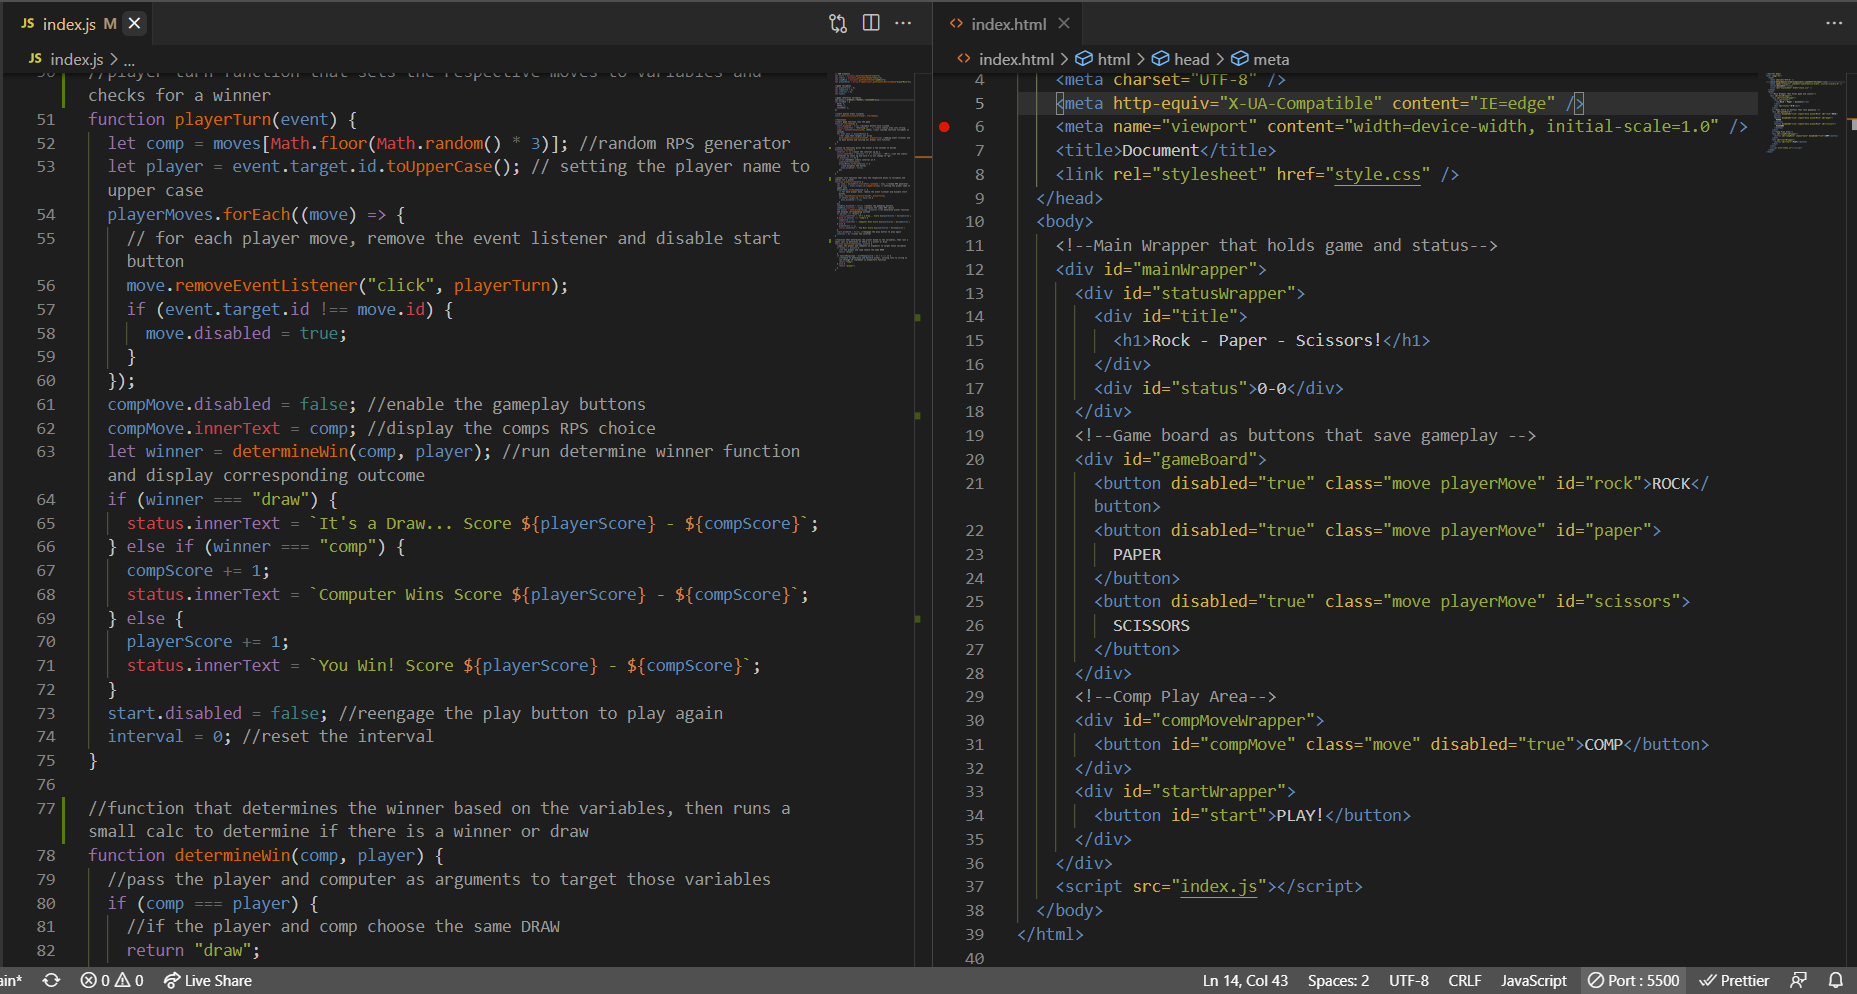 JS index.js M
JS index.js > ...
//player turn function that sets the respective moves to variables and
checks for a winner
51 function playerTurn(event) {
52 let comp = moves[Math.floor(Math.random() * 3)]; //random RPS generator
53 let player = event.target.id.toUpperCase(); // setting the player name to
upper case
54 playerMoves.forEach((move) => {
55 // for each player move, remove the event listener and disable start
button
56 move.removeEventListener("click", playerTurn);
57 if (event.target.id !== move.id) {
58 move.disabled = true;
59 }
60 });
61 compMove.disabled = false; //enable the gameplay buttons
62 compMove.innerText = comp; //display the comps RPS choice
63 let winner = determineWin(comp, player); //run determine winner function
and display corresponding outcome
64 if (winner === "draw") {
65 status.innerText = `It's a Draw... Score ${playerScore} - ${compScore}`;
66 } else if (winner === "comp") {
67 compScore += 1;
68 status.innerText = `Computer Wins Score ${playerScore} - ${compScore}`;
69 } else {
70 playerScore += 1;
71 status.innerText = `You Win! Score ${playerScore} - ${compScore}`;
72 }
73 start.disabled = false; //reengage the play button to play again
74 interval = 0; //reset the interval
75 }
76
77 //function that determines the winner based on the variables, then runs a
small calc to determine if there is a winner or draw
78 function determineWin(comp, player) {
79 //pass the player and computer as arguments to target those variables
80 if (comp === player) {
81 //if the player and comp choose the same DRAW
82 return "draw";
index.html
index.html > html > head > meta
4 <meta charset="UTF-8" />
5 <meta http-equiv="X-UA-Compatible" content="IE=edge" />
6 <meta name="viewport" content="width=device-width, initial-scale=1.0" />
7 <title>Document</title>
8 <link rel="stylesheet" href="style.css" />
9 </head>
10 <body>
11 <!--Main Wrapper that holds game and status-->
12 <div id="mainWrapper">
13 <div id="statusWrapper">
14 <div id="title">
15 <h1>Rock - Paper - Scissors!</h1>
16 </div>
17 <div id="status">0-0</div>
18 </div>
19 <!--Game board as buttons that save gameplay -->
20 <div id="gameBoard">
21 <button disabled="true" class="move playerMove" id="rock">ROCK</
button>
22 <button disabled="true" class="move playerMove" id="paper">
23 PAPER
24 </button>
25 <button disabled="true" class="move playerMove" id="scissors">
26 SCISSORS
27 </button>
28 </div>
29 <!--Comp Play Area-->
30 <div id="compMoveWrapper">
31 <button id="compMove" class="move" disabled="true">COMP</button>
32 </div>
33 <div id="startWrapper">
34 <button id="start">PLAY!</button>
35 </div>
36 </div>
37 <script src="index.js"></script>
38 </body>
39 </html>
40
ain* 0 0 Live Share Ln 14, Col 43 Spaces: 2 UTF-8 CRLF JavaScript Port : 5500 Prettier